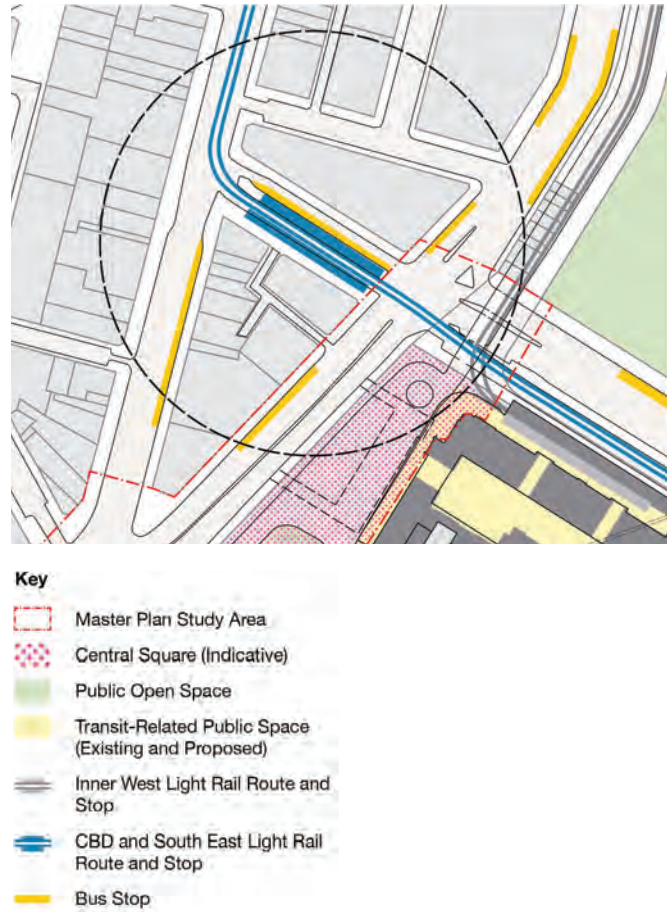 Key
Master Plan Study Area
Central Square (Indicative)
Public Open Space
Transit-Related Public Space
(Existing and Proposed)
Inner West Light Rail Route and
Stop
CBD and South East Light Rail
Route and Stop
Bus Stop